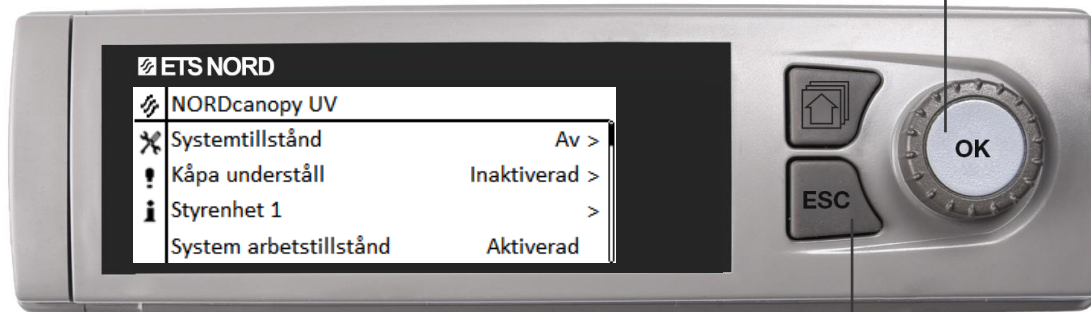 ETS NORD
NORDcanopy UV
Systemtillstånd Av >
Kåpa underställ Inaktiverad >
Styrenhet 1 >
System arbetstillstånd Aktiverad
OK
ESC